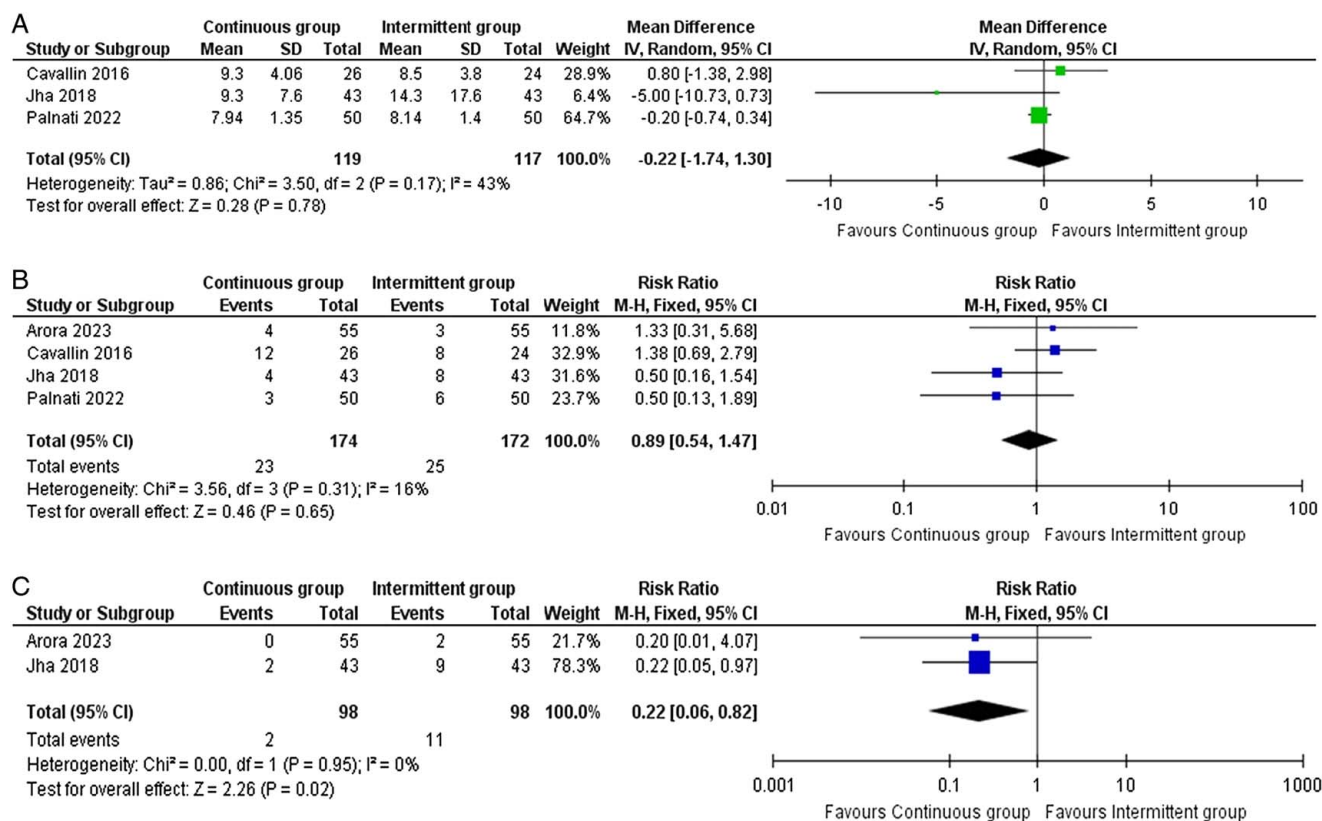 A
Continuous group Intermittent group Mean Difference Mean Difference
Study or Subgroup Mean SD Total Mean SD Total Weight IV, Random, 95% CI IV, Random, 95% CI
Cavallin 2016 9.3 4.06 26 8.5 3.8 24 28.9% 0.80 [-1.38, 2.98]
Jha 2018 9.3 7.6 43 14.3 17.6 43 6.4% -5.00 [-10.73, 0.73]
Palnati 2022 7.94 1.35 50 8.14 1.4 50 64.7% -0.20 [-0.74, 0.34]
Total (95% CI) 119 117 100.0% -0.22 [-1.74, 1.30]
Heterogeneity: Tau² = 0.86; Chi² = 3.50, df = 2 (P = 0.17); I² = 43%
Test for overall effect: Z = 0.28 (P = 0.78)
-10 -5 0 5 10
Favours Continuous group Favours Intermittent group
B
Continuous group Intermittent group Risk Ratio Risk Ratio
Study or Subgroup Events Total Events Total Weight M-H, Fixed, 95% CI M-H, Fixed, 95% CI
Arora 2023 4 55 3 55 11.8% 1.33 [0.31, 5.68]
Cavallin 2016 12 26 8 24 32.9% 1.38 [0.69, 2.79]
Jha 2018 4 43 8 43 31.6% 0.50 [0.16, 1.54]
Palnati 2022 3 50 6 50 23.7% 0.50 [0.13, 1.89]
Total (95% CI) 174 172 100.0% 0.89 [0.54, 1.47]
Total events 23 25
Heterogeneity: Chi² = 3.56, df = 3 (P = 0.31); I² = 16%
Test for overall effect: Z = 0.46 (P = 0.65)
0.01 0.1 1 10 100
Favours Continuous group Favours Intermittent group
C
Continuous group Intermittent group Risk Ratio Risk Ratio
Study or Subgroup Events Total Events Total Weight M-H, Fixed, 95% CI M-H, Fixed, 95% CI
Arora 2023 0 55 2 55 21.7% 0.20 [0.01, 4.07]
Jha 2018 2 43 9 43 78.3% 0.22 [0.05, 0.97]
Total (95% CI) 98 98 100.0% 0.22 [0.06, 0.82]
Total events 2 11
Heterogeneity: Chi² = 0.00, df = 1 (P = 0.95); I² = 0%
Test for overall effect: Z = 2.26 (P = 0.02)
0.001 0.1 1 10 1000
Favours Continuous group Favours Intermittent group